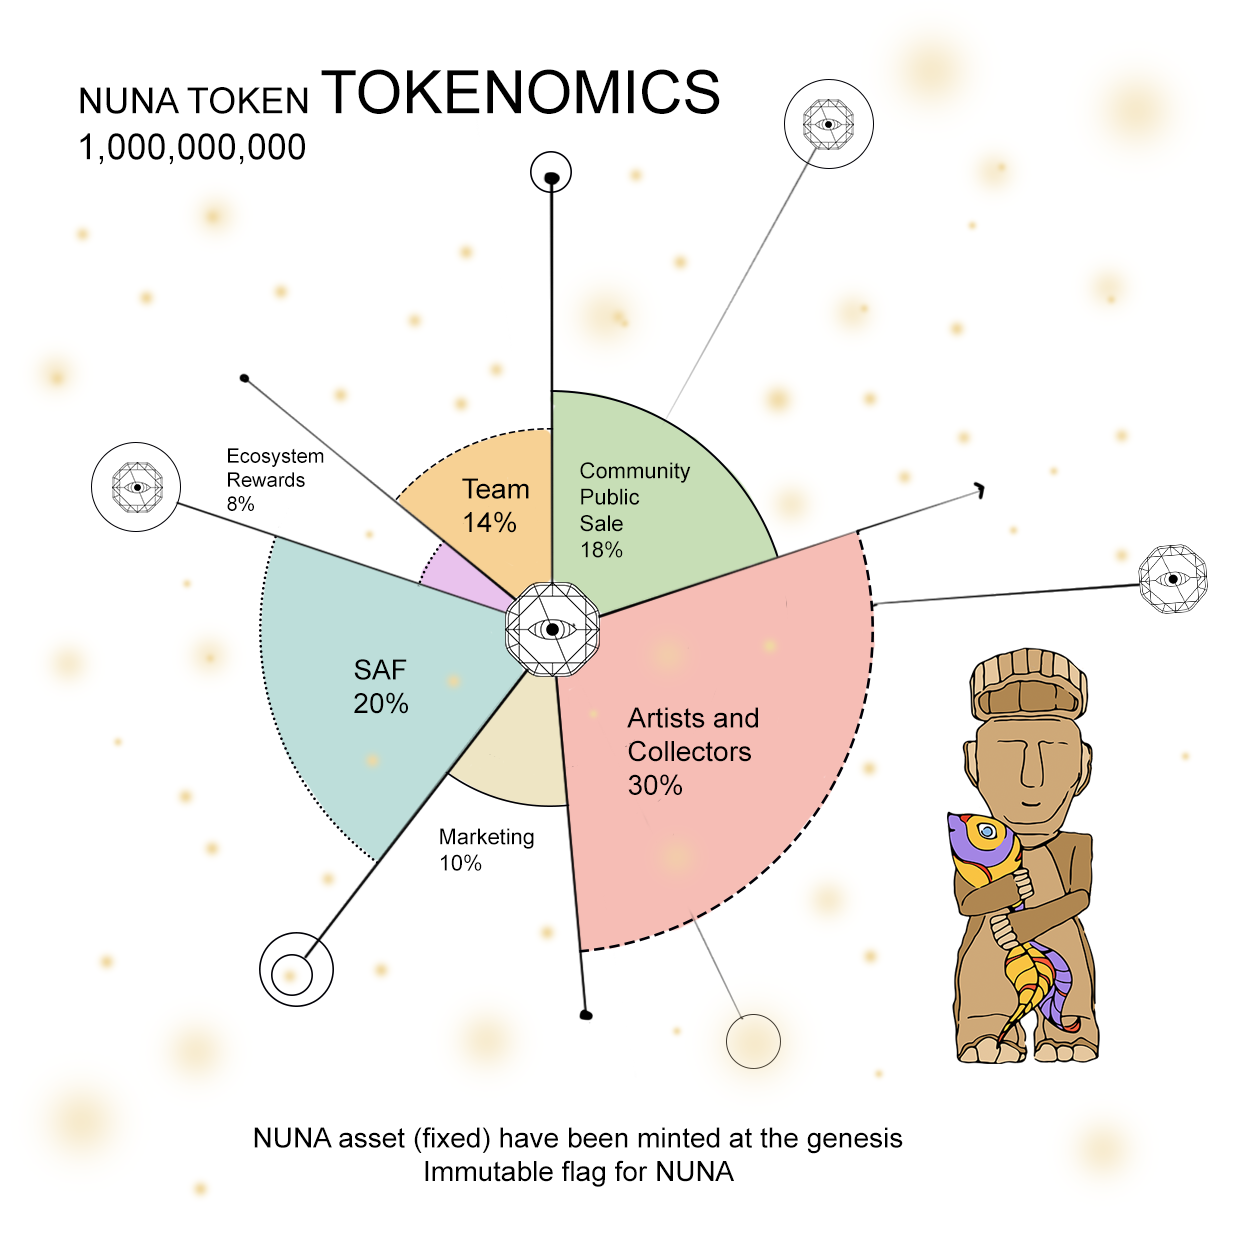 NUNA TOKEN TOKENOMICS
1,000,000,000
Ecosystem
Rewards
8%
Team
14%
Community
Public
Sale
18%
SAF
20%
Artists and
Collectors
30%
Marketing
10%
NUNA asset (fixed) have been minted at the genesis
Immutable flag for NUNA